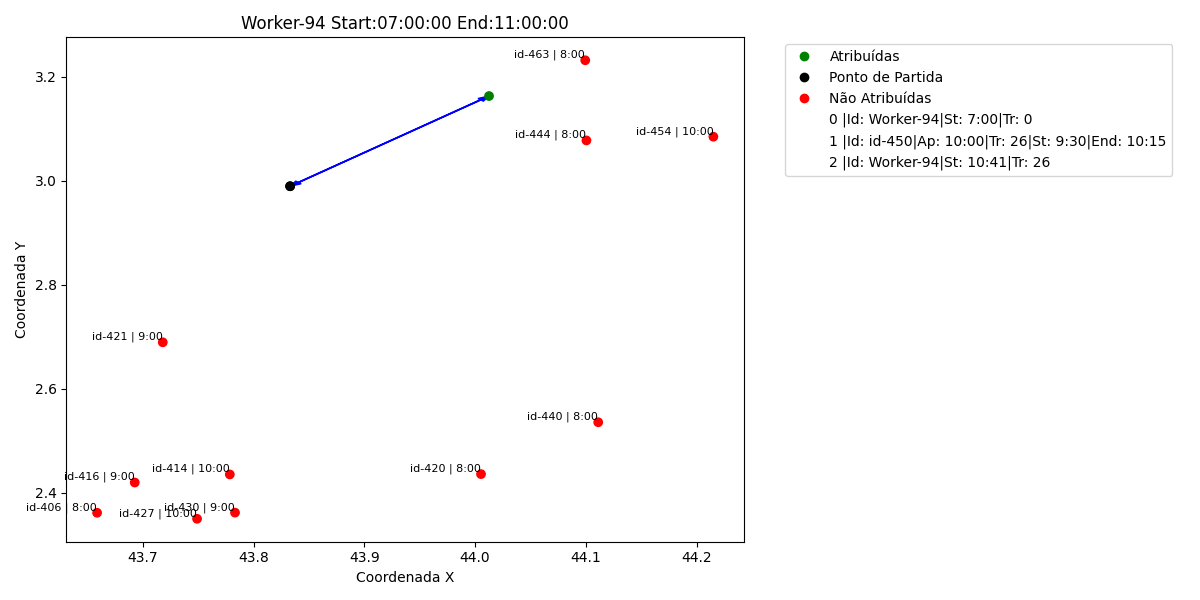 Worker-94 Start:07:00:00 End:11:00:00
Atribuídas
Ponto de Partida
Não Atribuídas
0 |Id: Worker-94|St: 7:00|Tr: 0
1 |Id: id-450|Ap: 10:00|Tr: 26|St: 9:30|End: 10:15
2 |Id: Worker-94|St: 10:41|Tr: 26
id-463 | 8:00
id-444 | 8:00
id-454 | 10:00
id-421 | 9:00
id-440 | 8:00
id-420 | 8:00
id-414 | 10:00
id-416 | 9:00
id-406 | 8:00
id-430 | 9:00
id-427 | 10:00
3.2
3.0
2.8
2.6
2.4
Coordenada Y
43.7 43.8 43.9 44.0 44.1 44.2
Coordenada X